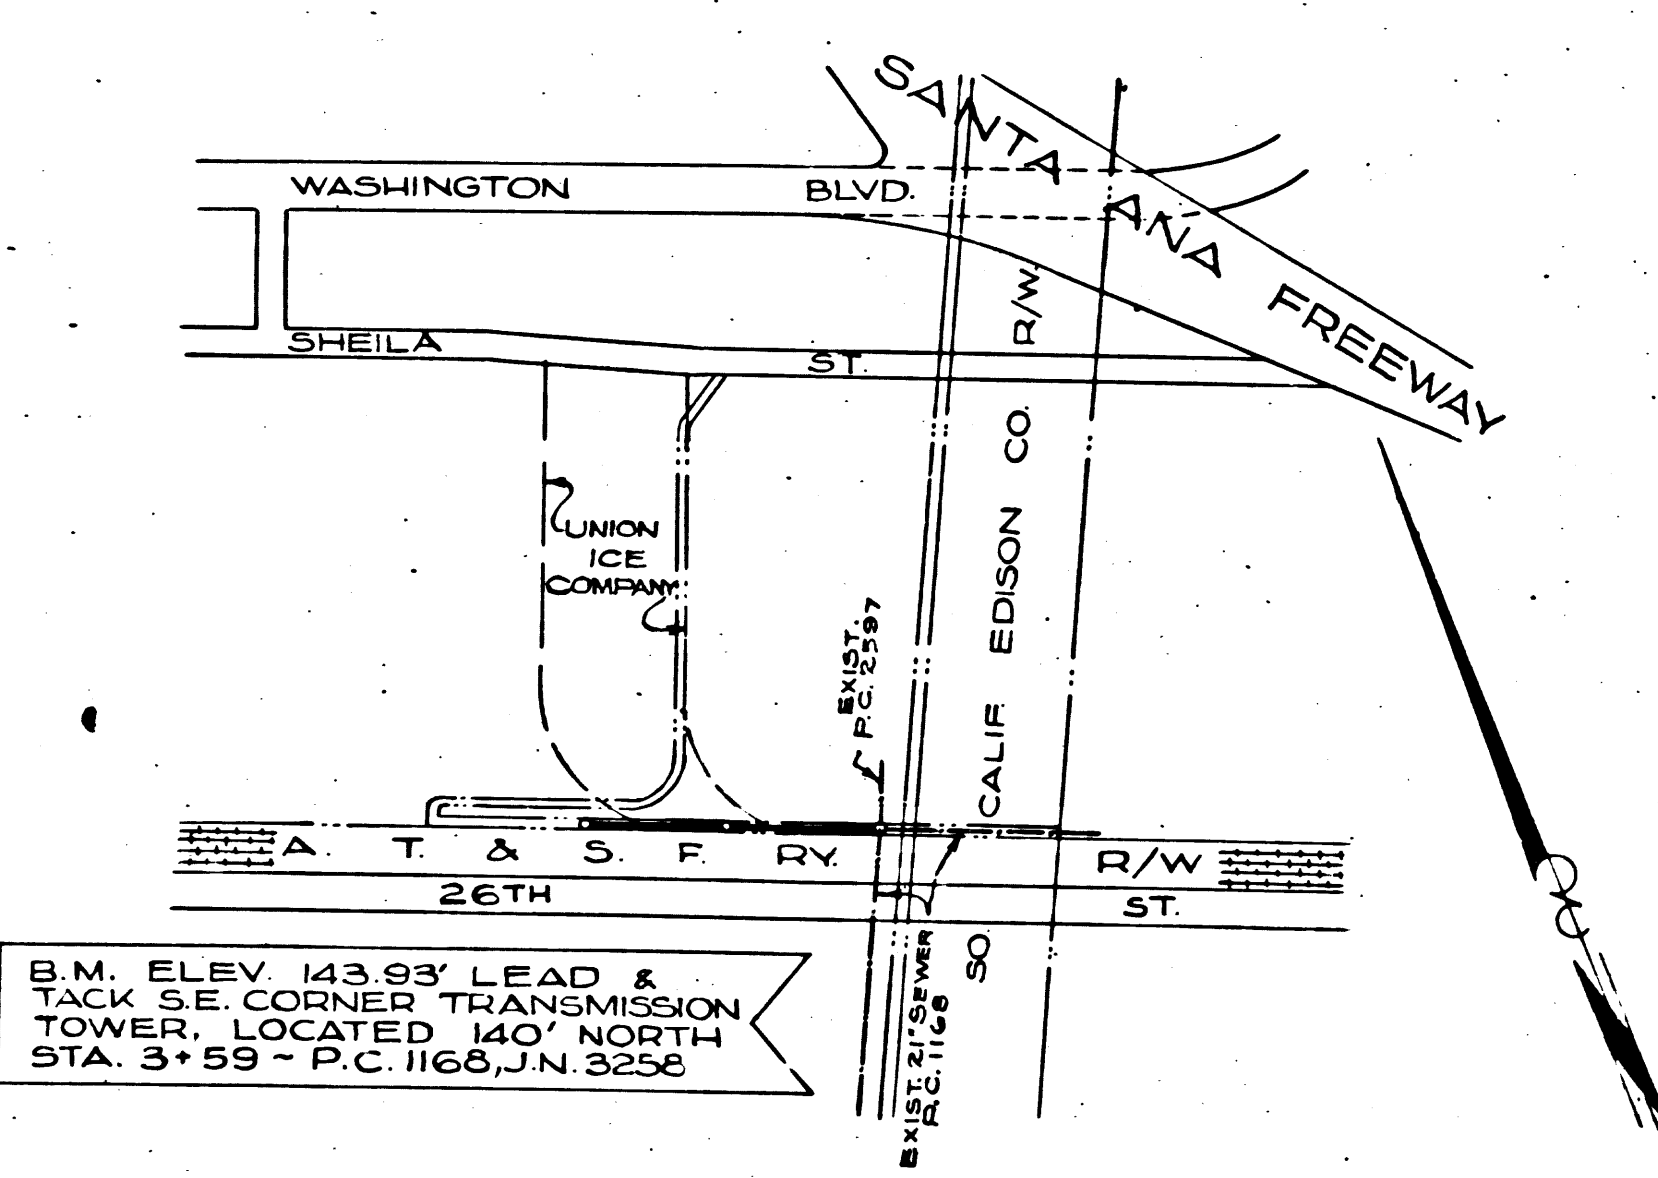 SANTA ANA FREEWAY
WASHINGTON BLVD.
R/W
SHEILA ST.
UNION
ICE
COMPANY
EXIST.
P.C. 2597
SO. CALIF. EDISON CO.
A. T. & S. F. RY. R/W
26TH ST.
EXIST. 21" SEWER
P.C. 1168
B.M. ELEV. 143.93' LEAD &
TACK S.E. CORNER TRANSMISSION
TOWER, LOCATED 140' NORTH
STA. 3+59 ~ P.C. 1168, J.N. 3258